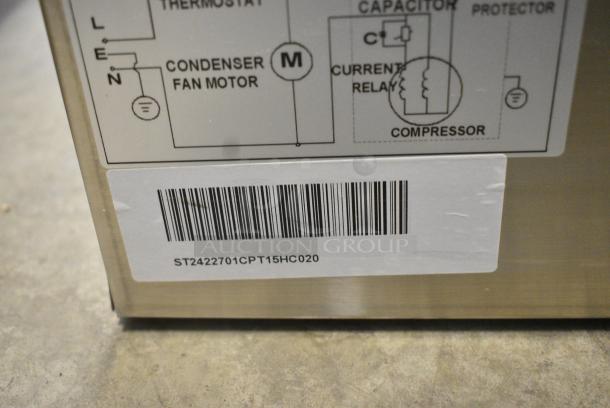 THERMOSTAT
CAPACITOR
PROTECTOR
L
E
N
C
CONDENSER
FAN MOTOR
M
CURRENT
RELAY
COMPRESSOR
AUCTION GROUP
ST2422701CPT15HC020